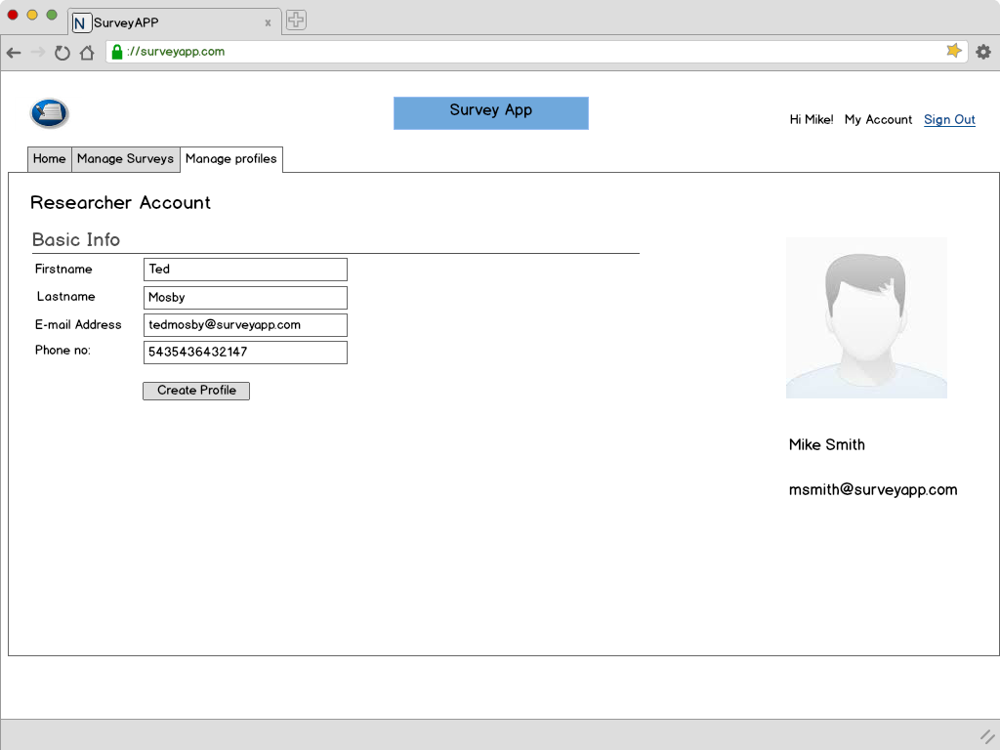 N SurveyAPP x
://surveyapp.com
Survey App
Hi Mike! My Account Sign Out
Home Manage Surveys Manage profiles
Researcher Account
Basic Info
Firstname Ted
Lastname Mosby
E-mail Address tedmosby@surveyapp.com
Phone no: 5435436432147
Create Profile
Mike Smith
msmith@surveyapp.com